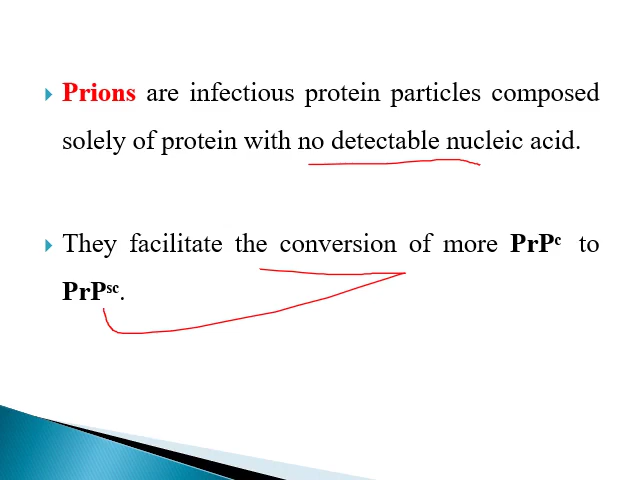 Prions are infectious protein particles composed
solely of protein with no detectable nucleic acid.
They facilitate the conversion of more PrPᶜ to
PrPˢᶜ.